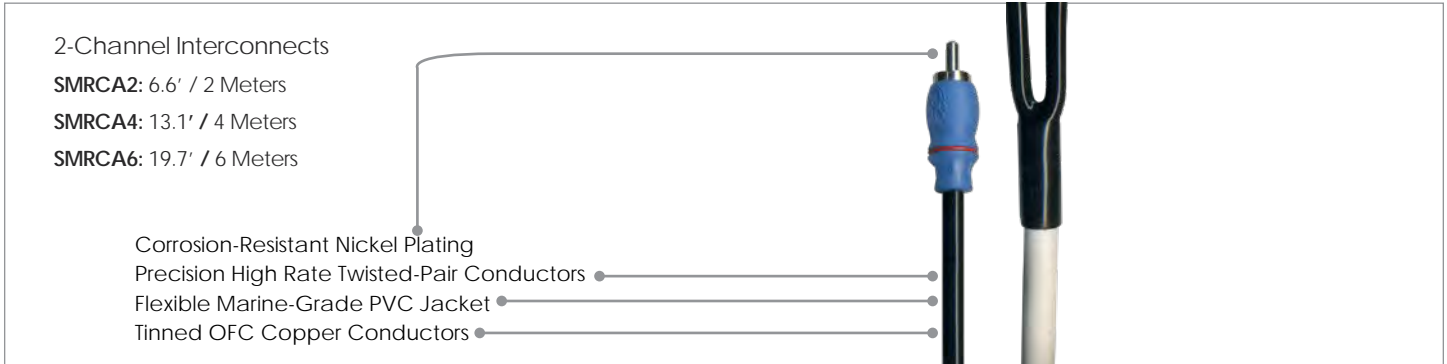 2-Channel Interconnects
SMRCA2: 6.6' / 2 Meters
SMRCA4: 13.1' / 4 Meters
SMRCA6: 19.7' / 6 Meters
Corrosion-Resistant Nickel Plating
Precision High Rate Twisted-Pair Conductors
Flexible Marine-Grade PVC Jacket
Tinned OFC Copper Conductors